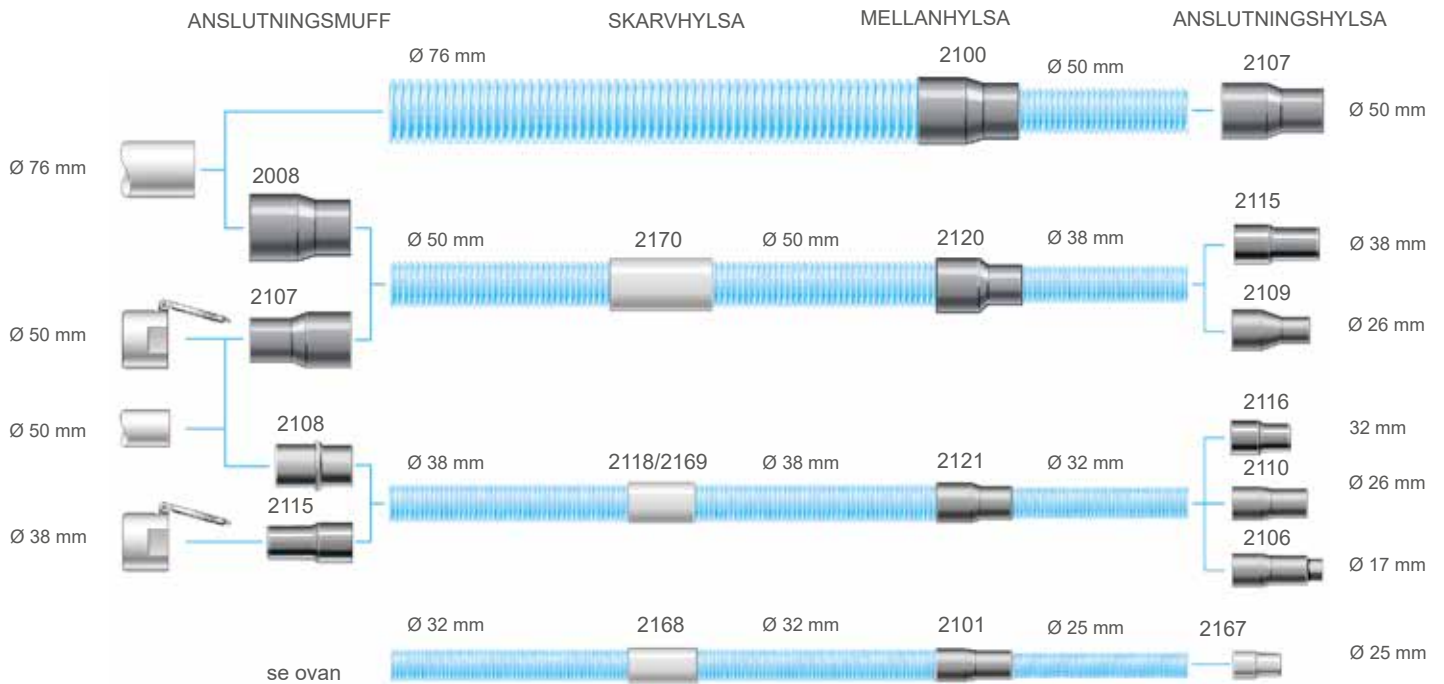 ANSLUTNINGSMUFF SKARVHYLSA MELLANHYLSA ANSLUTNINGSHYLSA
Ø 76 mm 2100 Ø 50 mm 2107
Ø 50 mm
Ø 76 mm
2008
2115
Ø 50 mm 2170 Ø 50 mm 2120 Ø 38 mm
Ø 38 mm
2107
2109
Ø 50 mm
Ø 26 mm
2116
Ø 50 mm
32 mm
2108
Ø 38 mm 2118/2169 Ø 38 mm 2121 Ø 32 mm
2110
Ø 26 mm
2115
Ø 38 mm
2106
Ø 17 mm
Ø 32 mm 2168 Ø 32 mm 2101 Ø 25 mm 2167
Ø 25 mm
se ovan